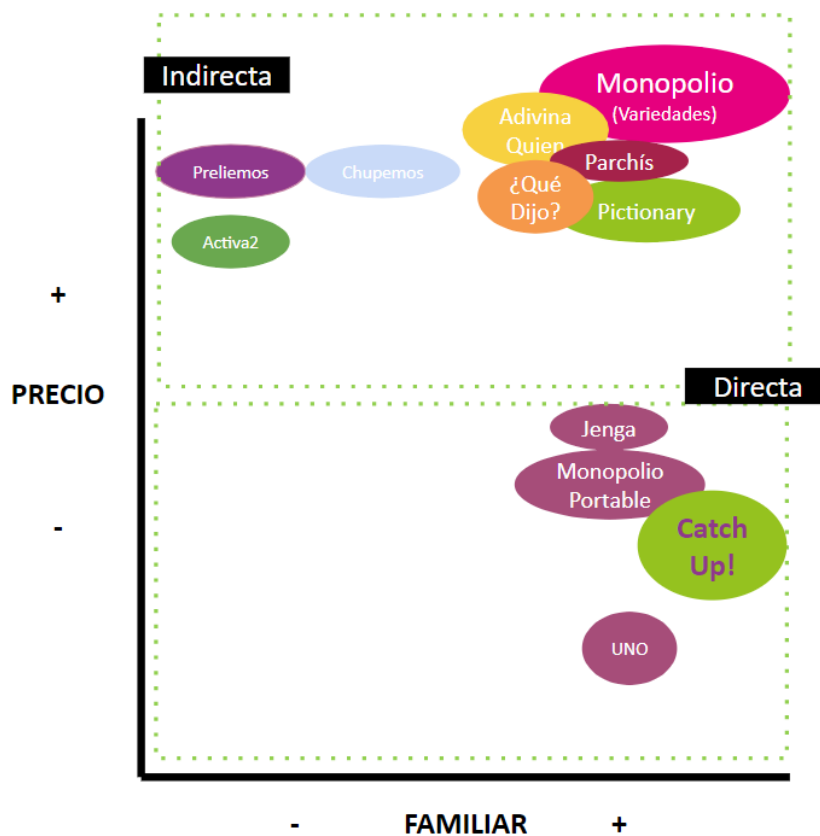 Indirecta
Monopolio
(Variedades)
Adivina
Quien
Parchís
Preliemos
Chupemos
¿Qué
Dijo?
Pictionary
Activa2
+
PRECIO
-
Directa
Jenga
Monopolio
Portable
Catch
Up!
UNO
- FAMILIAR +